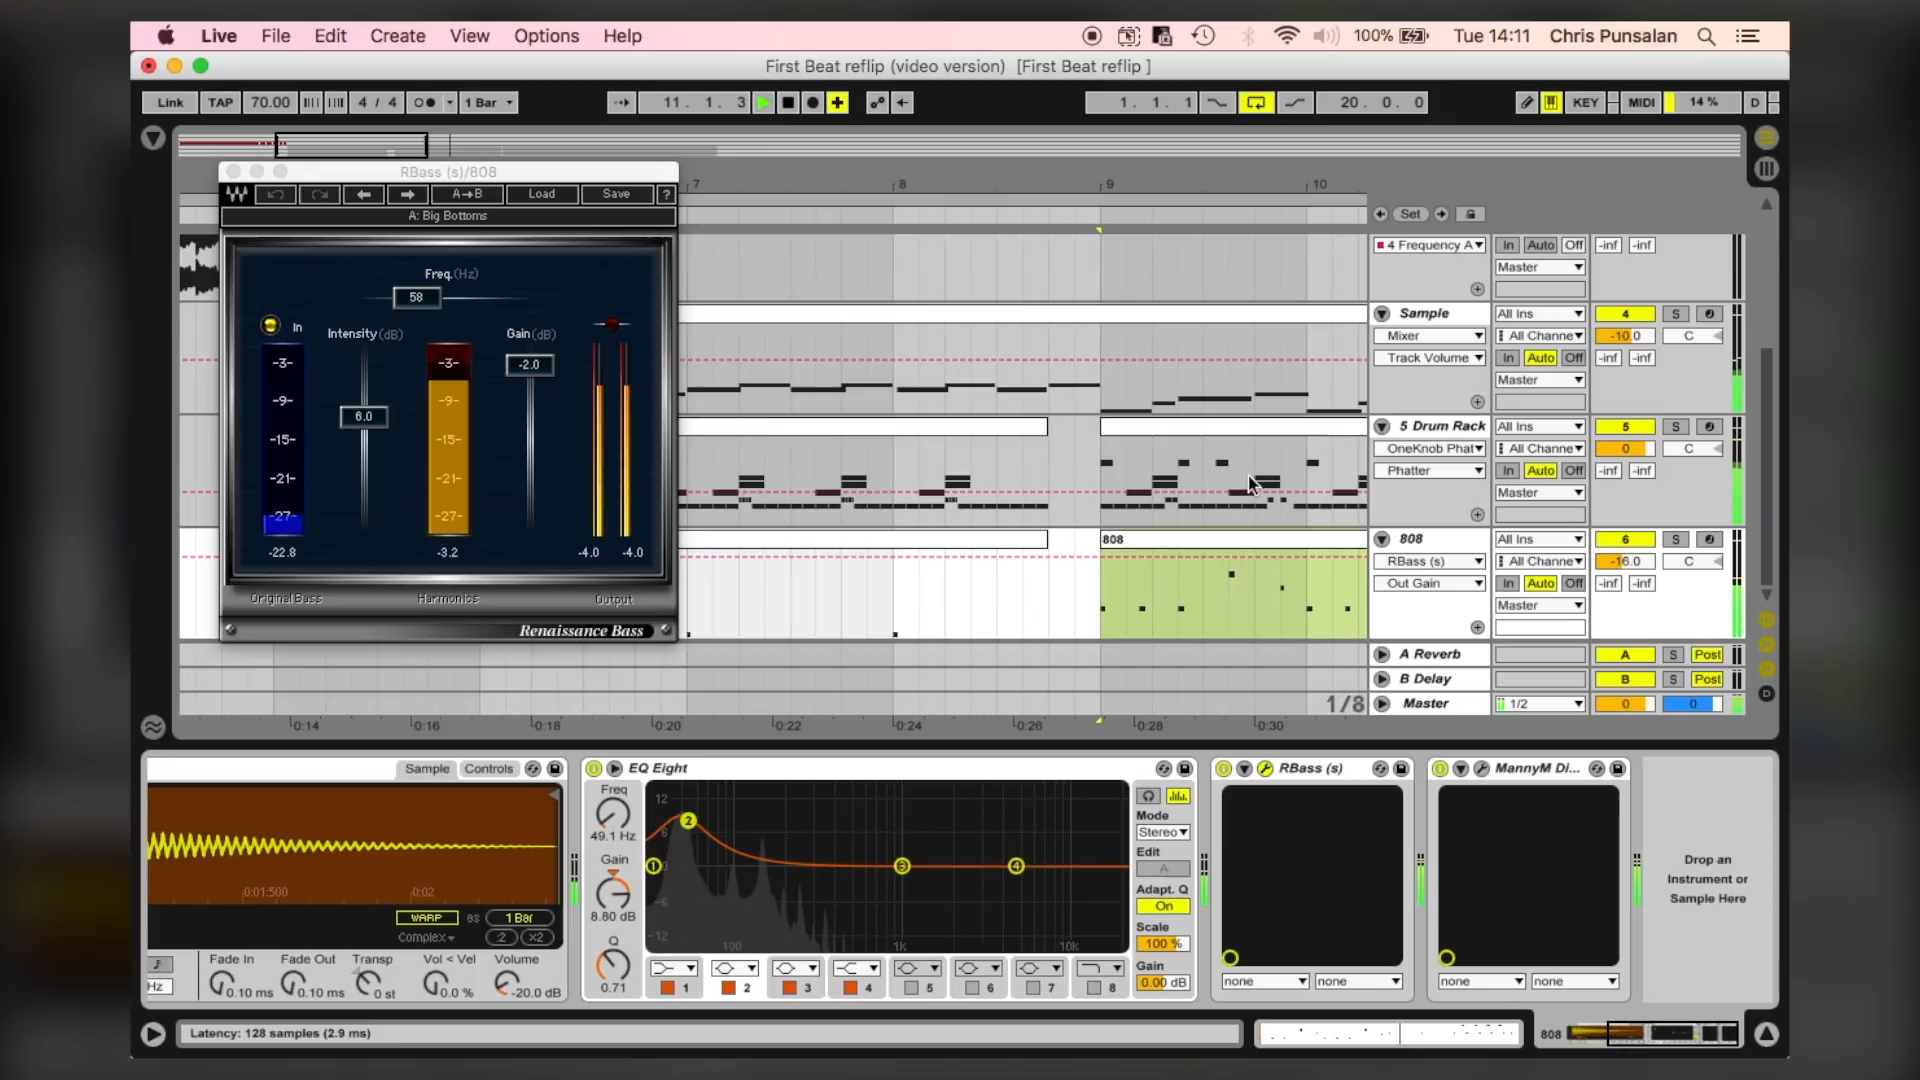 Live File Edit Create View Options Help 100% Tue 14:11 Chris Punsalan
First Beat reflip (video version) [First Beat reflip ]
Link TAP 70.00 4 / 4 1 Bar 11. 1. 3 1. 1. 1 20. 0. 0 KEY MIDI 14 % D
RBass (s)/808
A→B Load Save ?
A: Big Bottoms
7 8 9 10
Set
Freq.(Hz)
58
In Intensity(dB) Gain(dB)
-3- -3- -2.0
-9- -9-
6.0
-15- -15-
-21- -21-
-27- -27-
-22.8 -3.2 -4.0 -4.0
Original Bass Harmonics Output
Renaissance Bass
4 Frequency A In Auto Off -inf -inf
Master
Sample All Ins 4 S
Mixer All Channe -10.0 C
Track Volume In Auto Off -inf -inf
Master
5 Drum Rack All Ins 5 S
OneKnob Phat All Channe 0 C
Phatter In Auto Off -inf -inf
Master
808 808 All Ins 6 S
RBass (s) All Channe -16.0 C
Out Gain In Auto Off -inf -inf
Master
A Reverb A S Post
B Delay B S Post
1/8 Master 1/2 0 0
0:14 0:16 0:18 0:20 0:22 0:24 0:26 0:28 0:30
D
Sample Controls
0:01:500 0:02
WARP as 1 Bar
Complex :2 x2
Fade In Fade Out Transp Vol < Vel Volume
Hz 0.10 ms 0.10 ms 0 st 0.0 % -20.0 dB
EQ Eight
Freq
49.1 Hz
Gain
8.80 dB
Q
0.71
12
6
0
-6
-12
100 1k 10k
1 2 3 4
1 2 3 4 5 6 7 8
Mode
Stereo
Edit
A
Adapt. Q
On
Scale
100 %
Gain
0.00 dB
RBass (s)
none none
MannyM Di...
none none
Drop an
Instrument or
Sample Here
Latency: 128 samples (2.9 ms) 808